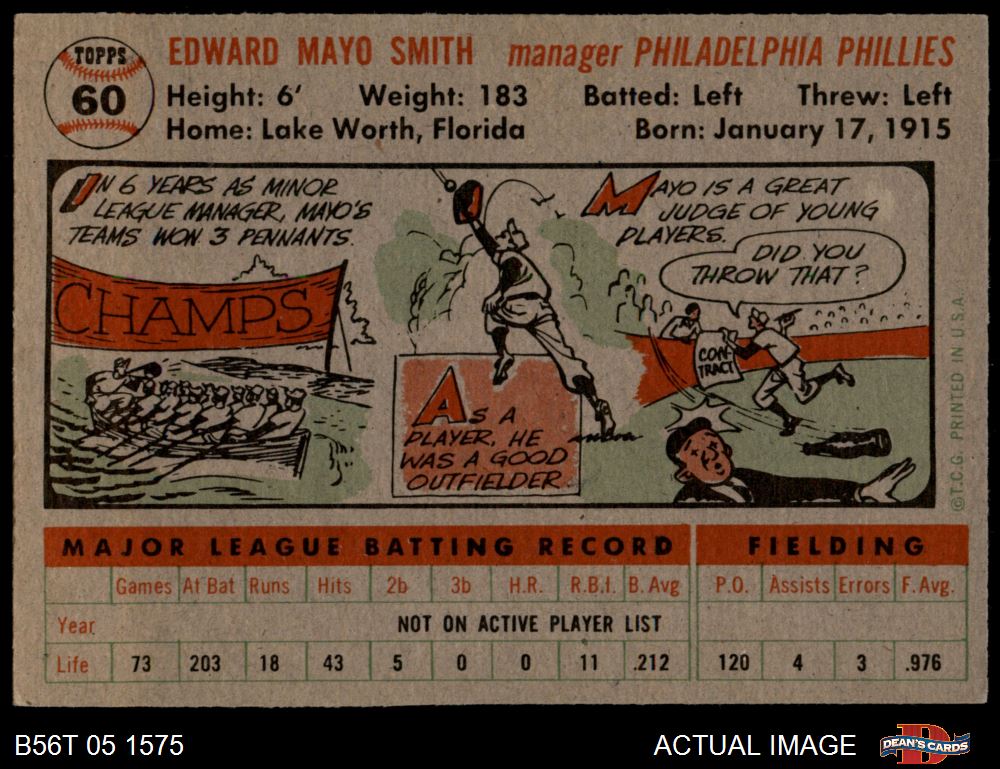 TOPPS
60
EDWARD MAYO SMITH manager PHILADELPHIA PHILLIES
Height: 6' Weight: 183 Batted: Left Threw: Left
Home: Lake Worth, Florida Born: January 17, 1915
IN 6 YEARS AS MINOR
LEAGUE MANAGER, MAYO'S
TEAMS WON 3 PENNANTS.
CHAMPS
AS A
PLAYER, HE
WAS A GOOD
OUTFIELDER
MAYO IS A GREAT
JUDGE OF YOUNG
PLAYERS.
DID YOU
THROW THAT?
CON-
TRACT
©T.C.G. PRINTED IN U.S.A.
MAJOR LEAGUE BATTING RECORD FIELDING
Games At Bat Runs Hits 2b 3b H.R. R.B.I. B. Avg P.O. Assists Errors F. Avg.
Year NOT ON ACTIVE PLAYER LIST
Life 73 203 18 43 5 0 0 11 .212 120 4 3 .976
B56T 05 1575 ACTUAL IMAGE DEAN'S CARDS